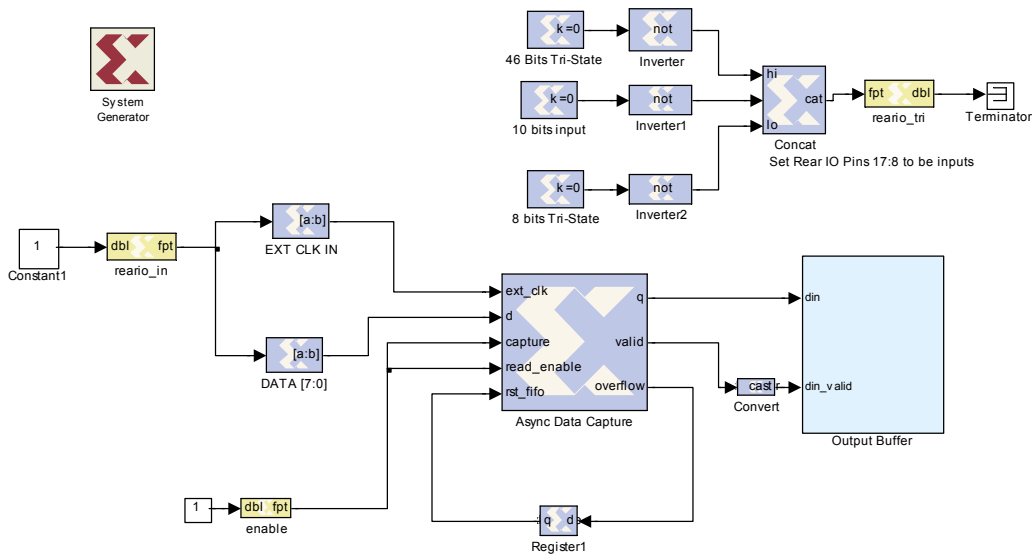 System
Generator
k =0
46 Bits Tri-State
not
Inverter
k =0
10 bits input
not
Inverter1
k =0
8 bits Tri-State
not
Inverter2
hi
lo
cat
Concat
fpt dbl
reario_tri
Terminator
Set Rear IO Pins 17:8 to be inputs
1
Constant1
dbl fpt
reario_in
[a:b]
EXT CLK IN
[a:b]
DATA [7:0]
ext_clk
d
capture
read_enable
rst_fifo
q
valid
overflow
Async Data Capture
cast
Convert
din
din_valid
Output Buffer
1
dbl fpt
enable
q d
Register1